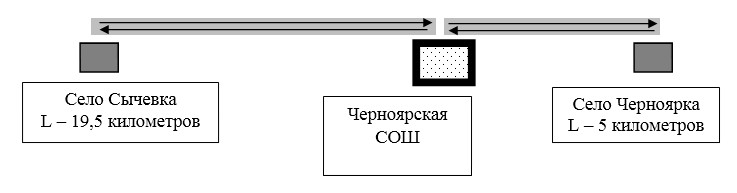 Село Сычевка
L – 19,5 километров
Черноярская
СОШ
Село Черноярка
L – 5 километров